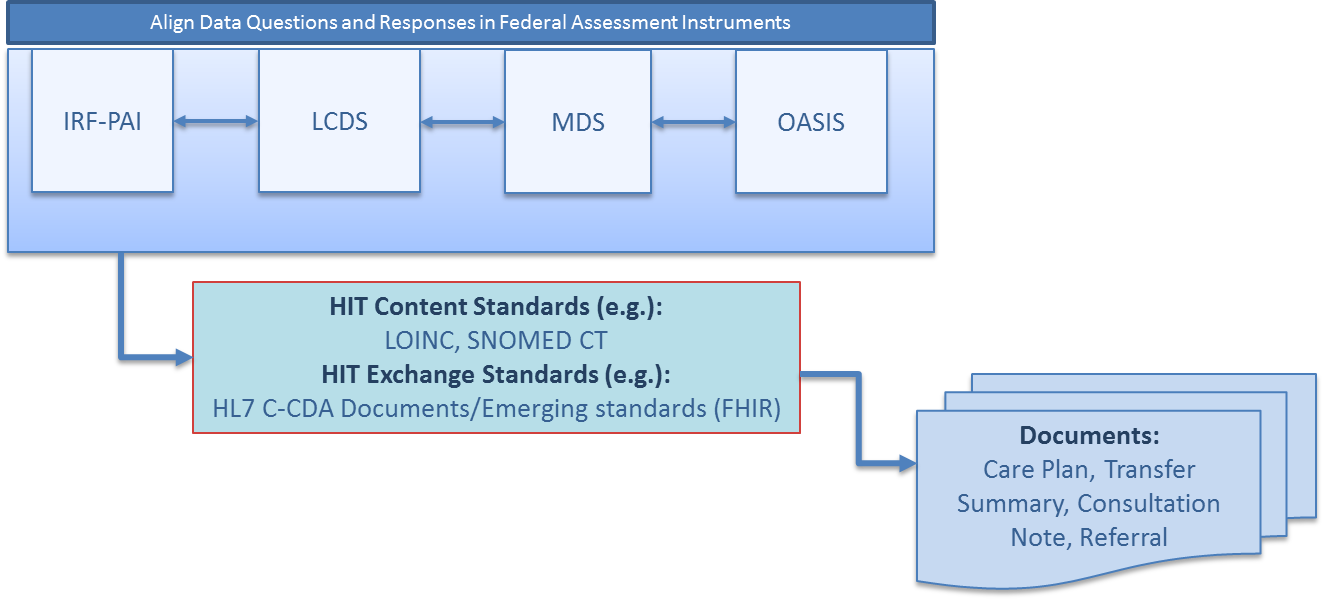 Align Data Questions and Responses in Federal Assessment Instruments
IRF-PAI
LCDS
MDS
OASIS
HIT Content Standards (e.g.):
LOINC, SNOMED CT
HIT Exchange Standards (e.g.):
HL7 C-CDA Documents/Emerging standards (FHIR)
Documents:
Care Plan, Transfer
Summary, Consultation
Note, Referral